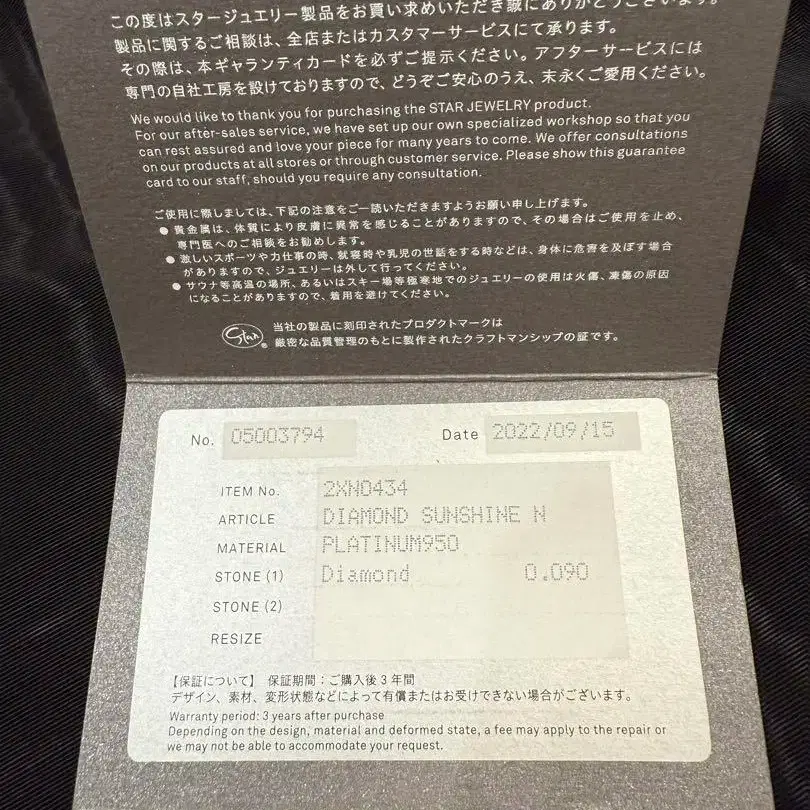 この度はスタージュエリー製品をお買い求めいただき誠にありがとうございます。
製品に関するご相談は、全店またはカスタマーサービスにて承ります。
その際は、本ギャランティカードを必ずご提示ください。アフターサービスには
専門の自社工房を設けておりますので、どうぞご安心のうえ、末永くご愛用ください。
We would like to thank you for purchasing the STAR JEWELRY product.
For our after-sales service, we have set up our own specialized workshop so that you
can rest assured and love your piece for many years to come. We offer consultations
on our products at all stores or through customer service. Please show this guarantee
card to our staff, should you require any consultation.
ご使用に際しましては、下記の注意をご一読いただきますようお願い申し上げます。
● 貴金属は、体質により皮膚に異常を感じることがありますので、その場合はご使用を止め、
専門医へのご相談をお勧めします。
● 激しいスポーツや力仕事の時、就寝時や乳児の世話をする時などは、身体に危害を及ぼす場合
がありますので、ジュエリーは外して行ってください。
● サウナ等高温の場所、あるいはスキー場等極寒地でのジュエリーの使用は火傷、凍傷の原因
になることがありますので、着用を避けてください。
Star ® 当社の製品に刻印されたプロダクトマークは
厳密な品質管理のもとに製作されたクラフトマンシップの証です。
No. 05003794 Date 2022/09/15
ITEM No. 2XN0434
ARTICLE DIAMOND SUNSHINE N
MATERIAL PLATINUM950
STONE (1) Diamond 0.090
STONE (2)
RESIZE
【保証について】 保証期間：ご購入後3年間
デザイン、素材、変形状態などによって有償またはお受けできない場合がございます。
Warranty period: 3 years after purchase
Depending on the design, material and deformed state, a fee may apply to the repair or
we may not be able to accommodate your request.